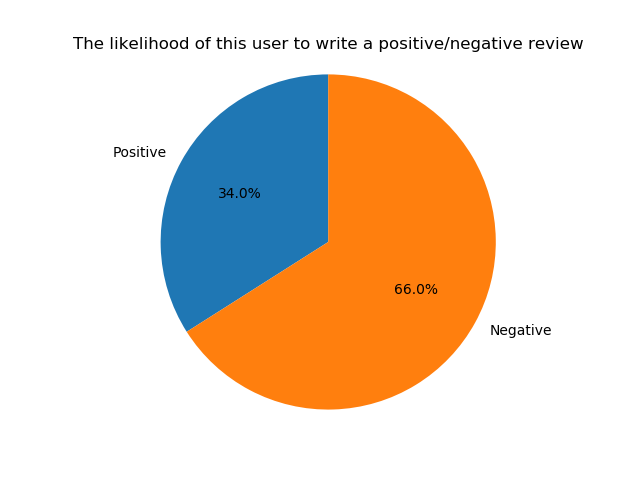 The likelihood of this user to write a positive/negative review
Positive
34.0%
66.0%
Negative